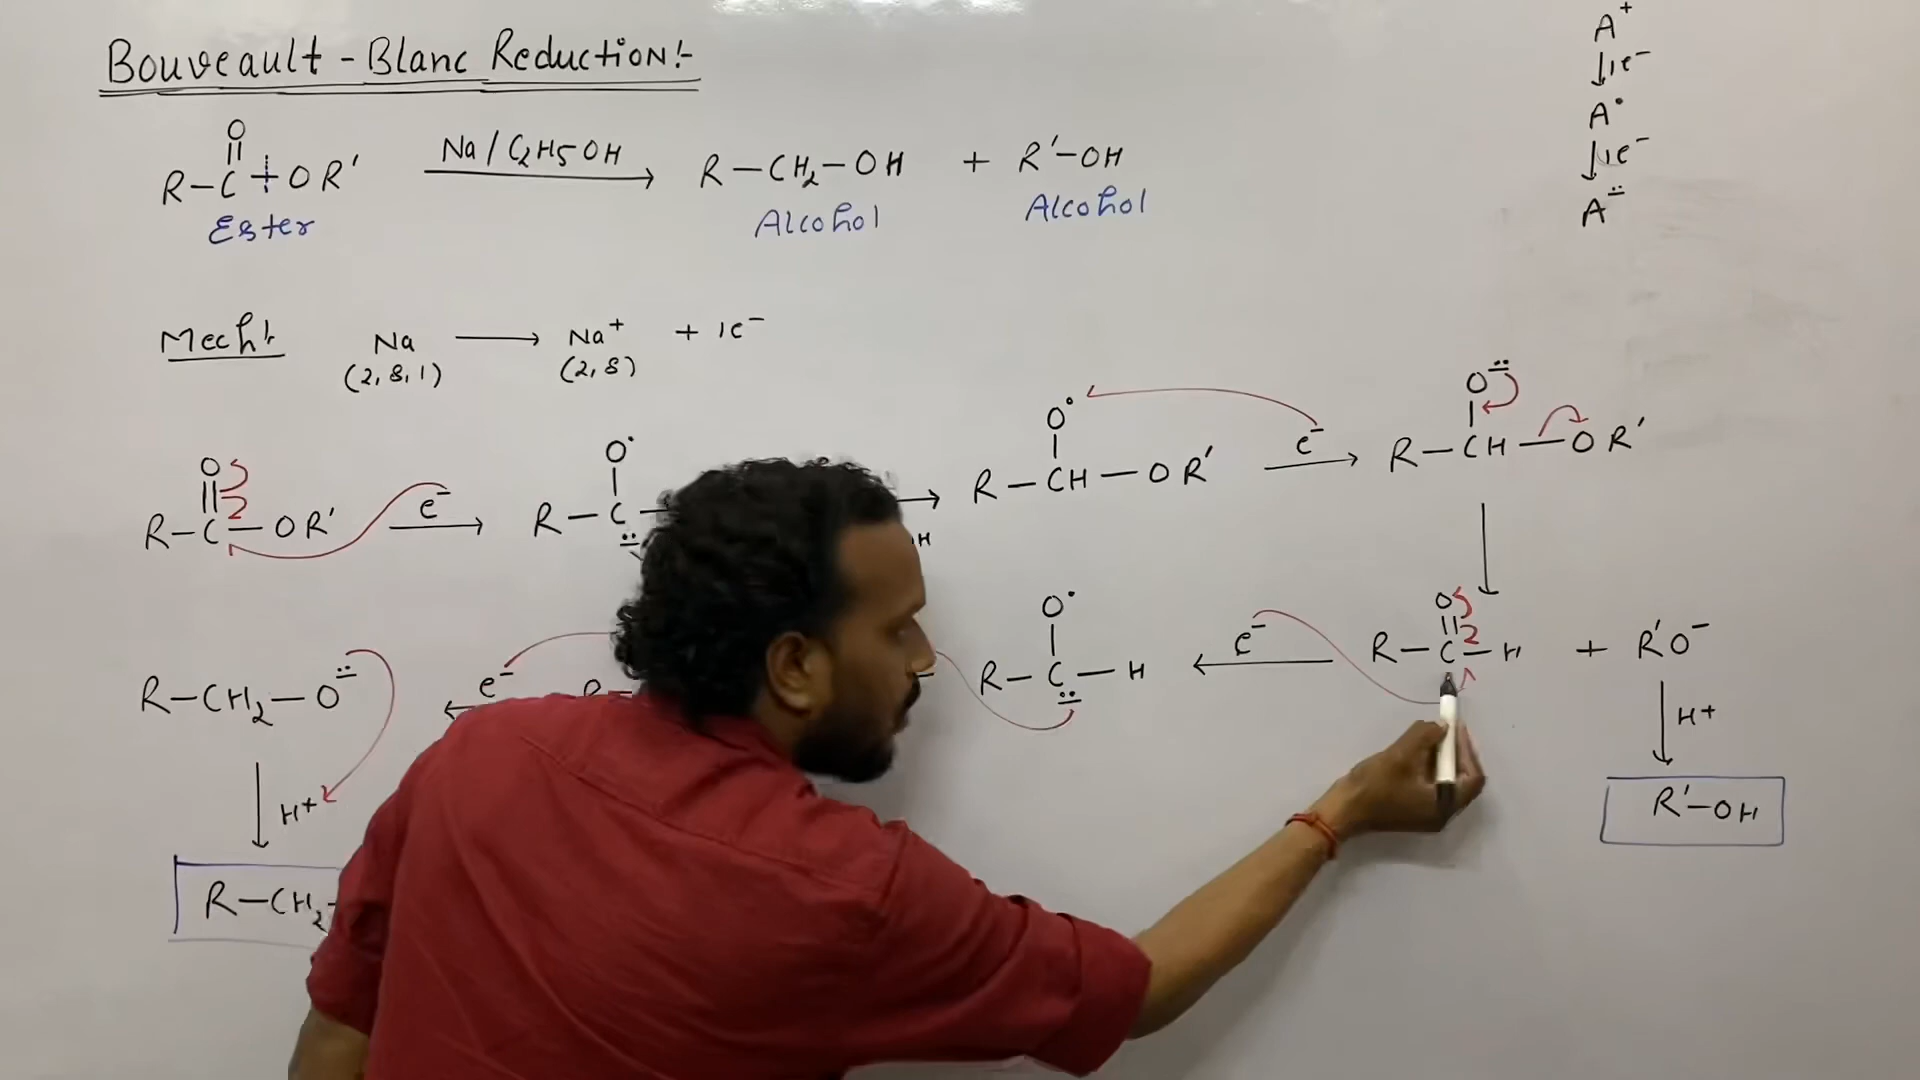 Bouveault - Blanc Reduction:-
A+
↓1e-
A•
↓1e-
A:-
O
||
R-C+OR' Na/C2H5OH → R-CH2-OH + R'-OH
Ester Alcohol Alcohol
Mech: Na → Na+ + 1e-
(2,8,1) (2,8)
O
||
R-C-OR' e- →
O•
|
R-C-
→
H
O•
|
R-CH-OR' e- →
O:-
|
R-CH-OR'
↓
O
||
R-C-H + R'O-
↓ H+
R'-OH
← e-
O•
|
R-C-H
R-
← e-
R-CH2-O:-
↓ H+
R-CH2-